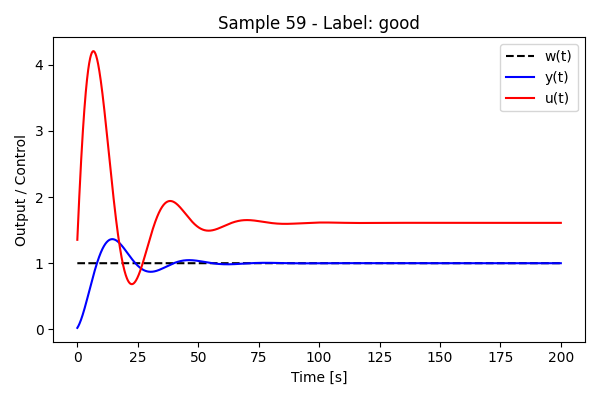 Sample 59 - Label: good
w(t)
y(t)
u(t)
Output / Control
4
3
2
1
0
0 25 50 75 100 125 150 175 200
Time [s]